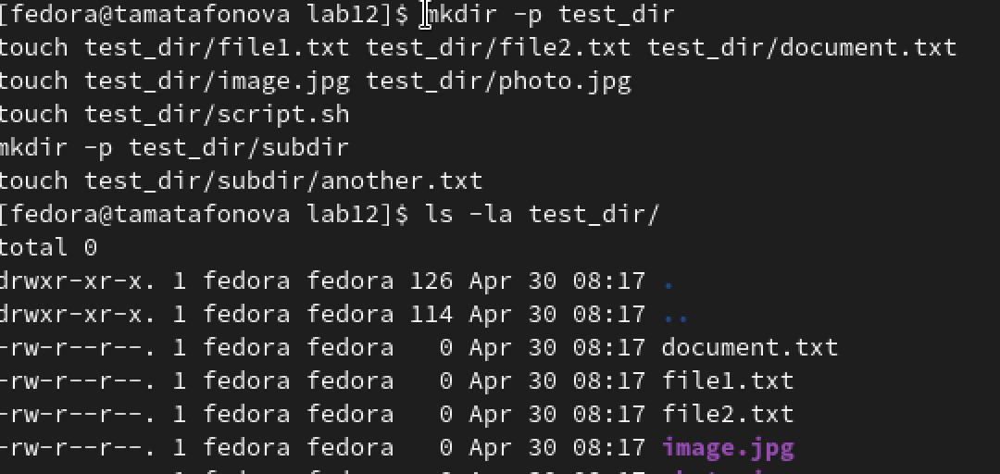 [fedora@tamatafonova lab12]$ mkdir -p test_dir
touch test_dir/file1.txt test_dir/file2.txt test_dir/document.txt
touch test_dir/image.jpg test_dir/photo.jpg
touch test_dir/script.sh
mkdir -p test_dir/subdir
touch test_dir/subdir/another.txt
[fedora@tamatafonova lab12]$ ls -la test_dir/
total 0
drwxr-xr-x. 1 fedora fedora 126 Apr 30 08:17 .
drwxr-xr-x. 1 fedora fedora 114 Apr 30 08:17 ..
-rw-r--r--. 1 fedora fedora   0 Apr 30 08:17 document.txt
-rw-r--r--. 1 fedora fedora   0 Apr 30 08:17 file1.txt
-rw-r--r--. 1 fedora fedora   0 Apr 30 08:17 file2.txt
-rw-r--r--. 1 fedora fedora   0 Apr 30 08:17 image.jpg